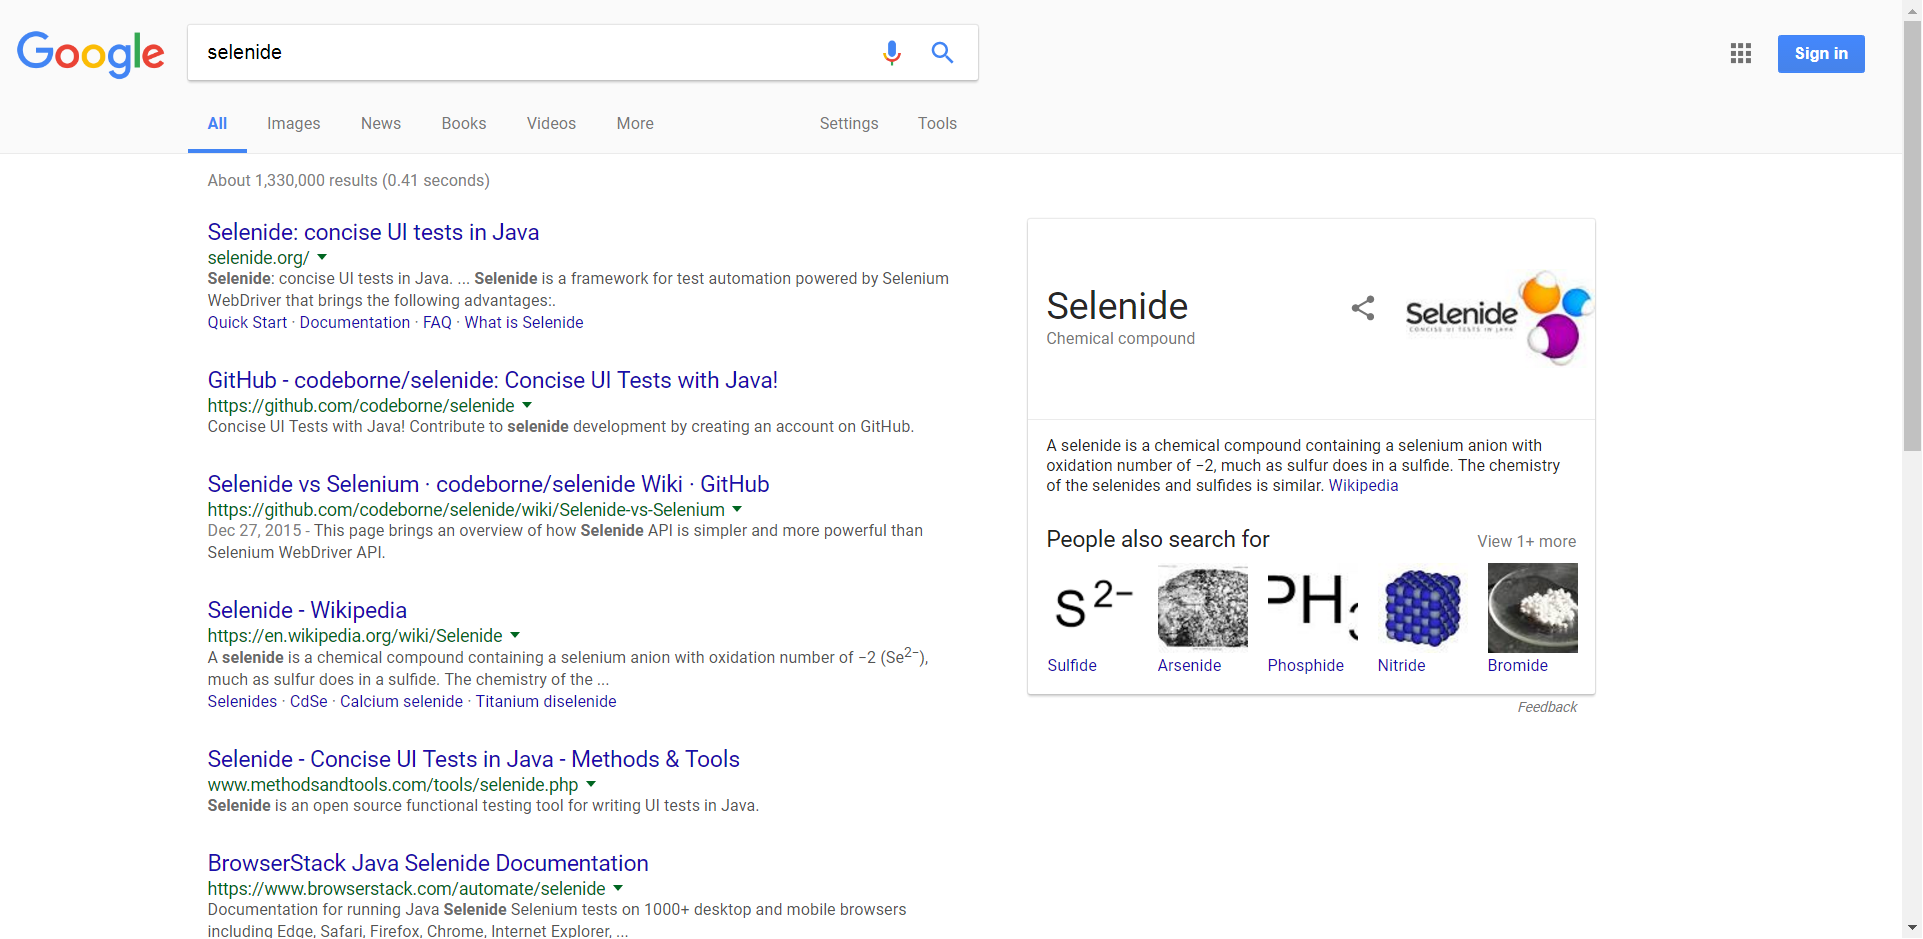 Google
selenide
Sign in
All Images News Books Videos More Settings Tools
About 1,330,000 results (0.41 seconds)
Selenide: concise UI tests in Java
selenide.org/
Selenide: concise UI tests in Java. ... Selenide is a framework for test automation powered by Selenium
WebDriver that brings the following advantages:.
Quick Start · Documentation · FAQ · What is Selenide
GitHub - codeborne/selenide: Concise UI Tests with Java!
https://github.com/codeborne/selenide
Concise UI Tests with Java! Contribute to selenide development by creating an account on GitHub.
Selenide vs Selenium · codeborne/selenide Wiki · GitHub
https://github.com/codeborne/selenide/wiki/Selenide-vs-Selenium
Dec 27, 2015 - This page brings an overview of how Selenide API is simpler and more powerful than
Selenium WebDriver API.
Selenide - Wikipedia
https://en.wikipedia.org/wiki/Selenide
A selenide is a chemical compound containing a selenium anion with oxidation number of −2 (Se²⁻),
much as sulfur does in a sulfide. The chemistry of the ...
Selenides · CdSe · Calcium selenide · Titanium diselenide
Selenide - Concise UI Tests in Java - Methods & Tools
www.methodsandtools.com/tools/selenide.php
Selenide is an open source functional testing tool for writing UI tests in Java.
BrowserStack Java Selenide Documentation
https://www.browserstack.com/automate/selenide
Documentation for running Java Selenide Selenium tests on 1000+ desktop and mobile browsers
including Edge, Safari, Firefox, Chrome, Internet Explorer, ...
Selenide
Chemical compound
Selenide
CONCISE UI TESTS IN JAVA
A selenide is a chemical compound containing a selenium anion with
oxidation number of −2, much as sulfur does in a sulfide. The chemistry
of the selenides and sulfides is similar. Wikipedia
People also search for
View 1+ more
S²⁻
PH₃
Sulfide Arsenide Phosphide Nitride Bromide
Feedback